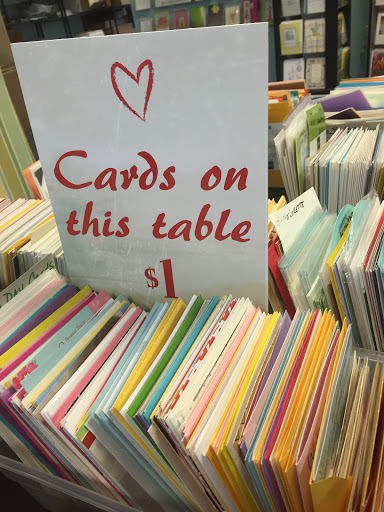 Cards on
this table
$1